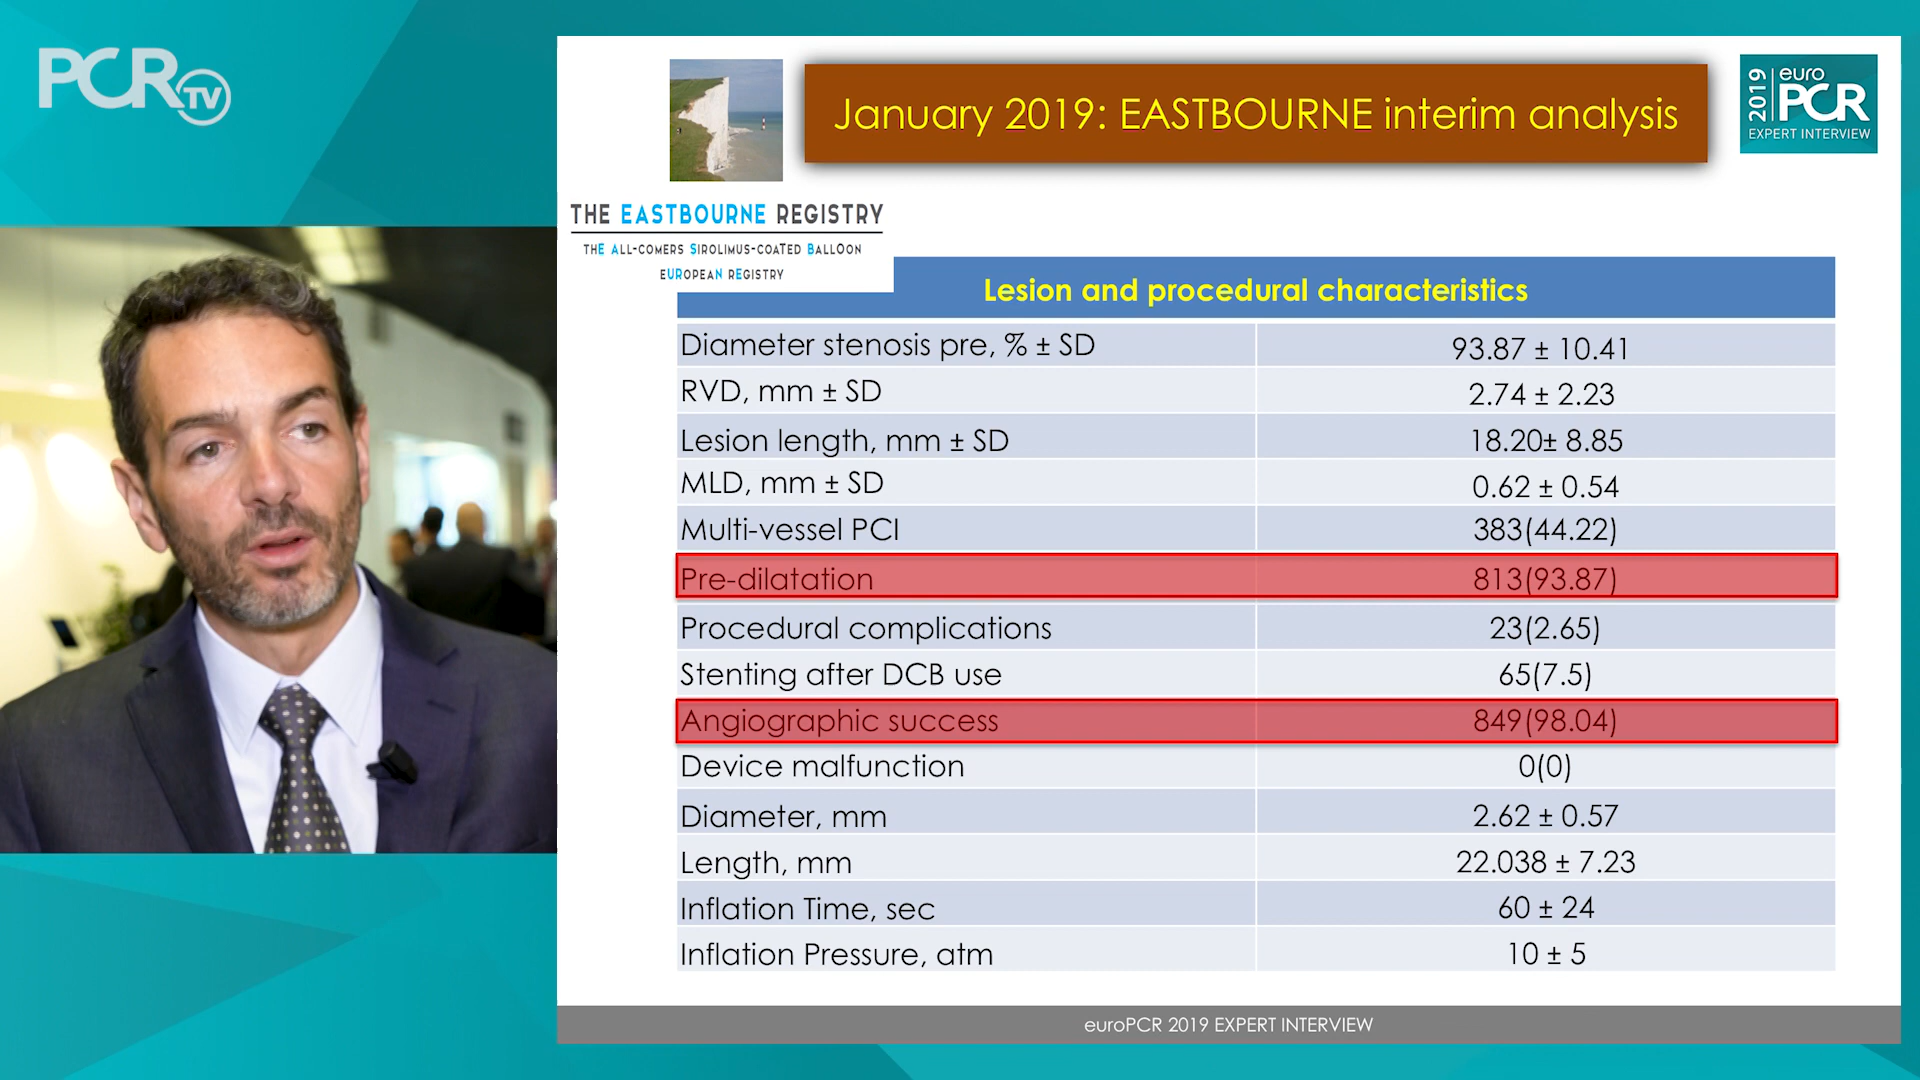 PCR TV
January 2019: EASTBOURNE interim analysis
2019 euro PCR
EXPERT INTERVIEW
THE EASTBOURNE REGISTRY
THE ALL-COMERS SIROLIMUS-COATED BALLOON
EUROPEAN REGISTRY
Lesion and procedural characteristics
Diameter stenosis pre, % ± SD 93.87 ± 10.41
RVD, mm ± SD 2.74 ± 2.23
Lesion length, mm ± SD 18.20± 8.85
MLD, mm ± SD 0.62 ± 0.54
Multi-vessel PCI 383(44.22)
Pre-dilatation 813(93.87)
Procedural complications 23(2.65)
Stenting after DCB use 65(7.5)
Angiographic success 849(98.04)
Device malfunction 0(0)
Diameter, mm 2.62 ± 0.57
Length, mm 22.038 ± 7.23
Inflation Time, sec 60 ± 24
Inflation Pressure, atm 10 ± 5
euroPCR 2019 EXPERT INTERVIEW